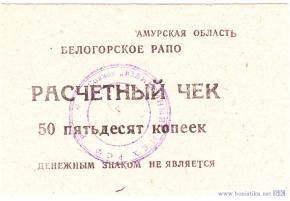 АМУРСКАЯ ОБЛАСТЬ
БЕЛОГОРСКОЕ РАПО
РАСЧЕТНЫЙ ЧЕК
50 пятьдесят копеек
ДЕНЕЖНЫМ ЗНАКОМ НЕ ЯВЛЯЕТСЯ
© www.bonistika.net